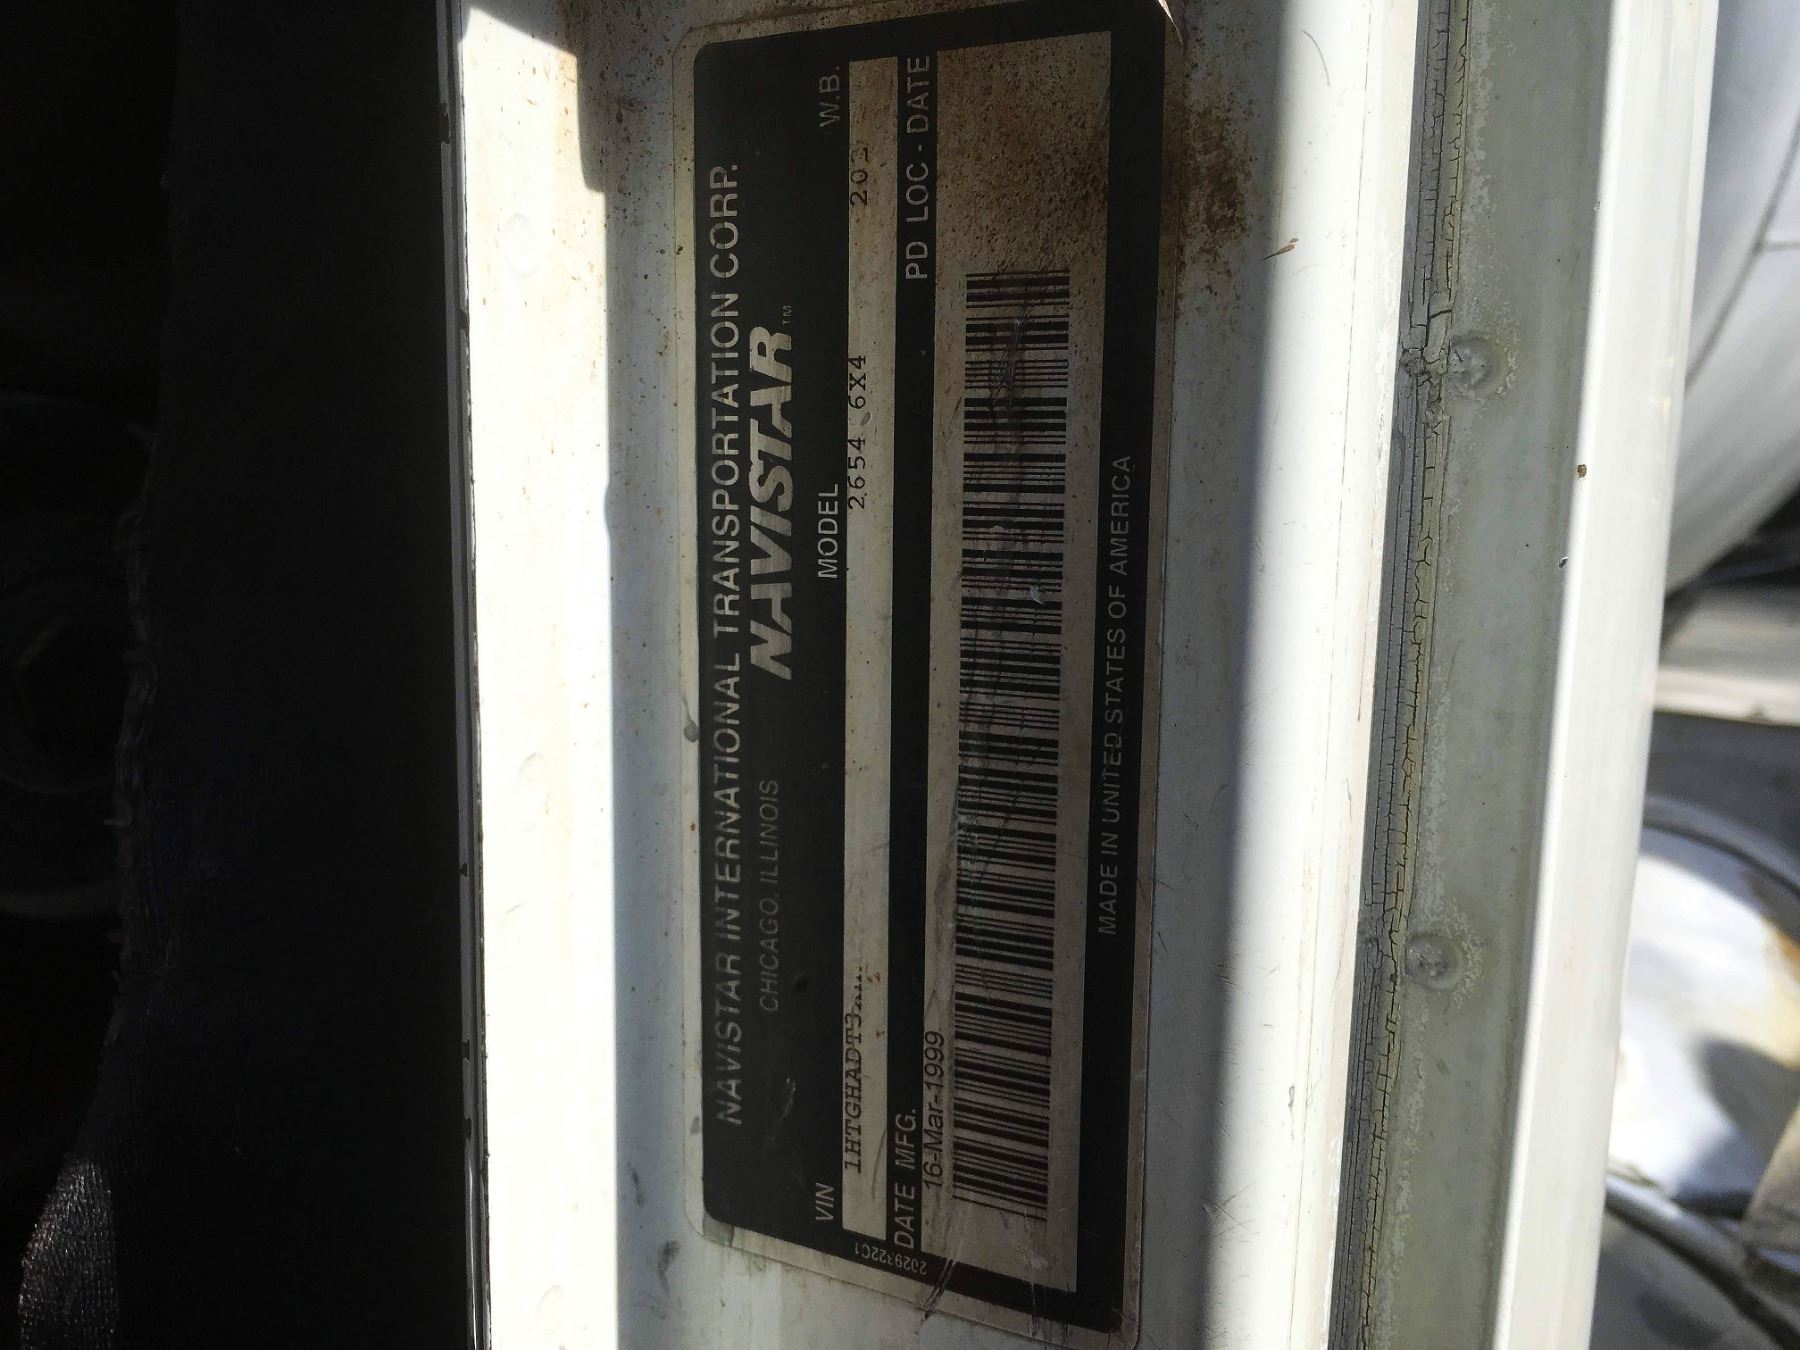 NAVISTAR INTERNATIONAL TRANSPORTATION CORP.
CHICAGO, ILLINOIS NAVISTAR™
VIN MODEL W.B.
2654 6X4 202
DATE MFG. PD LOC - DATE
16-Mar-1999
MADE IN UNITED STATES OF AMERICA
2029322C1